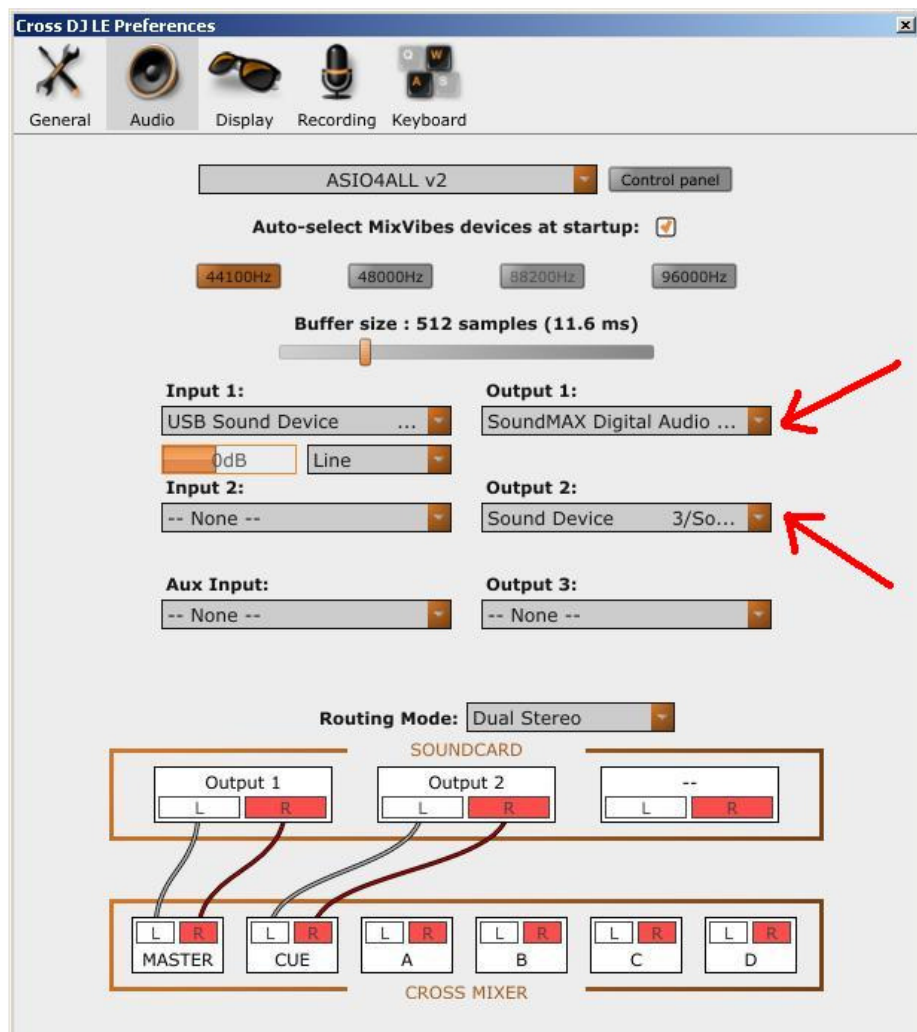 Cross DJ LE Preferences
Q W
A S
General Audio Display Recording Keyboard
ASIO4ALL v2 Control panel
Auto-select MixVibes devices at startup:
44100Hz 48000Hz 88200Hz 96000Hz
Buffer size : 512 samples (11.6 ms)
Input 1: Output 1:
USB Sound Device ... SoundMAX Digital Audio ...
0dB Line
Input 2: Output 2:
-- None -- Sound Device 3/So...
Aux Input: Output 3:
-- None -- -- None --
Routing Mode: Dual Stereo
SOUNDCARD
Output 1 Output 2 --
L R L R L R
L R L R L R L R L R L R
MASTER CUE A B C D
CROSS MIXER